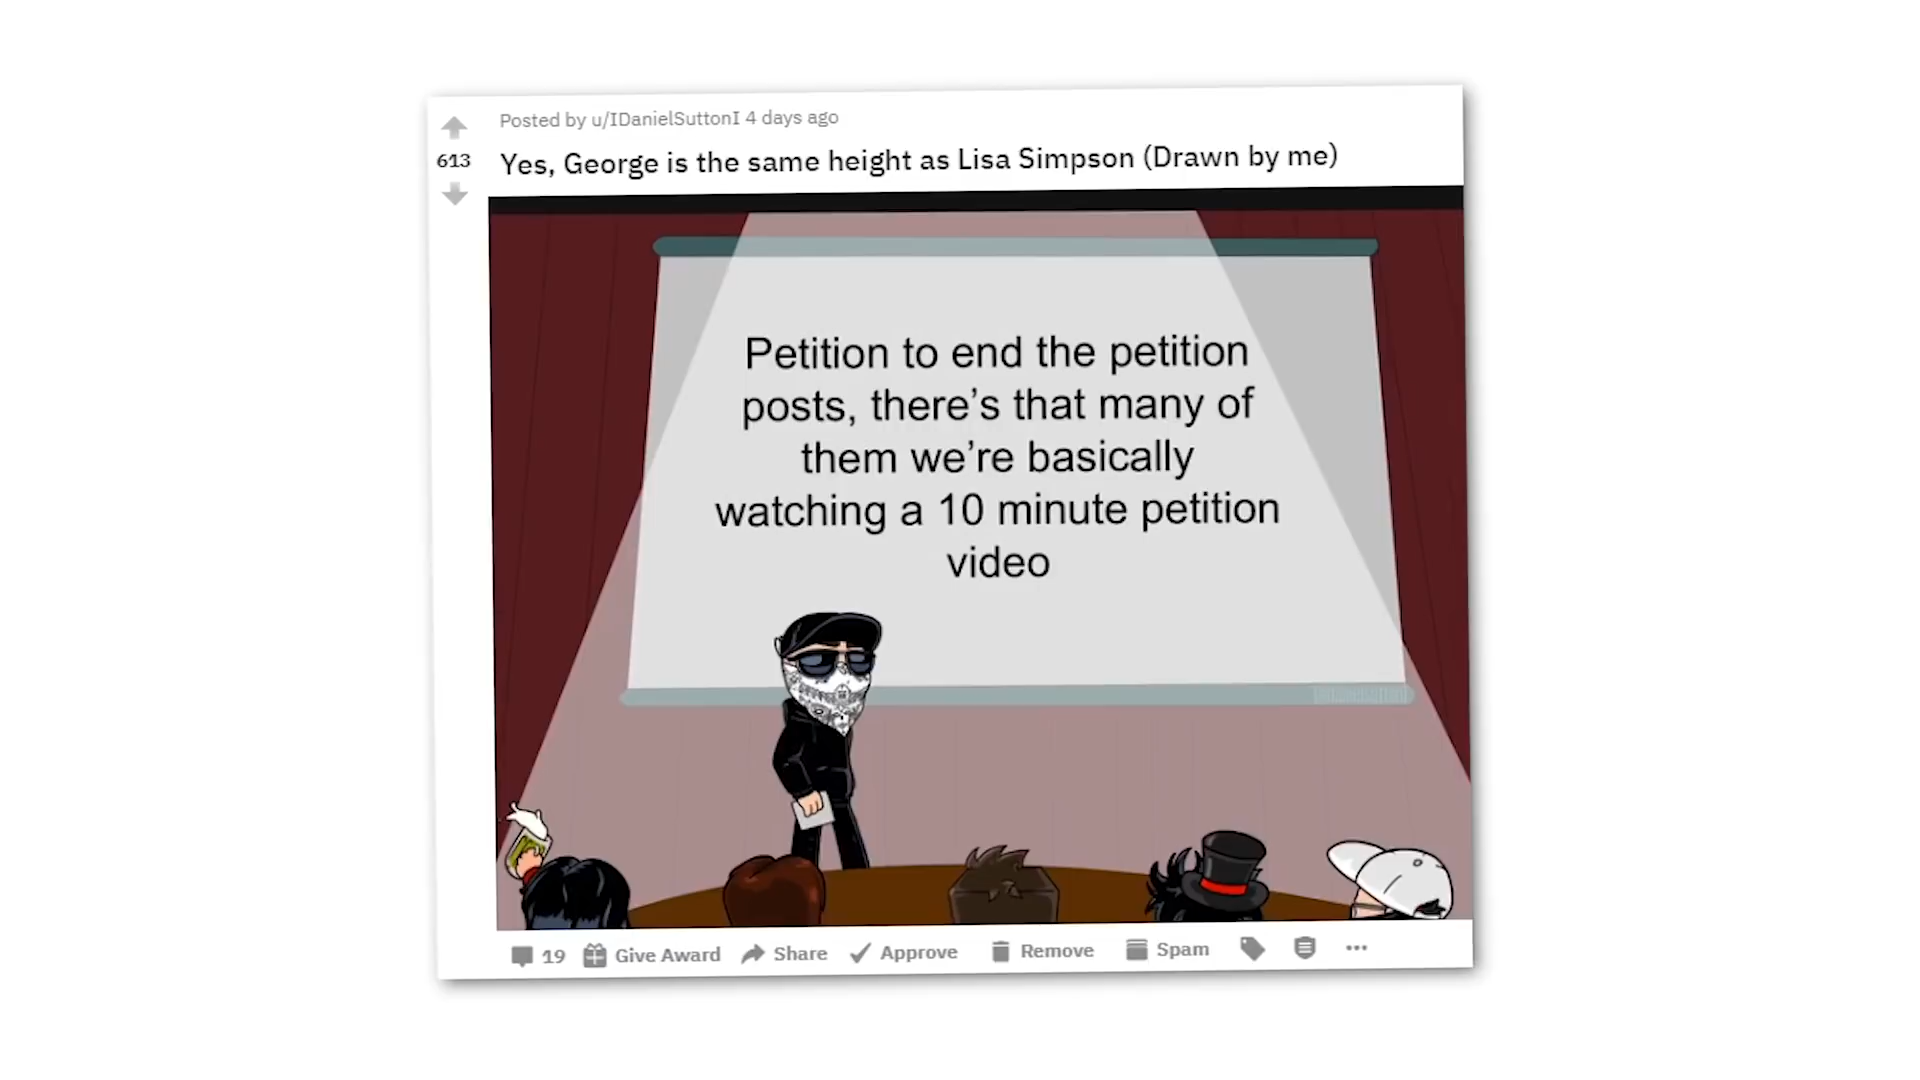 Posted by u/IDanielSuttonI 4 days ago
613
Yes, George is the same height as Lisa Simpson (Drawn by me)
Petition to end the petition
posts, there's that many of
them we're basically
watching a 10 minute petition
video
19 Give Award Share Approve Remove Spam